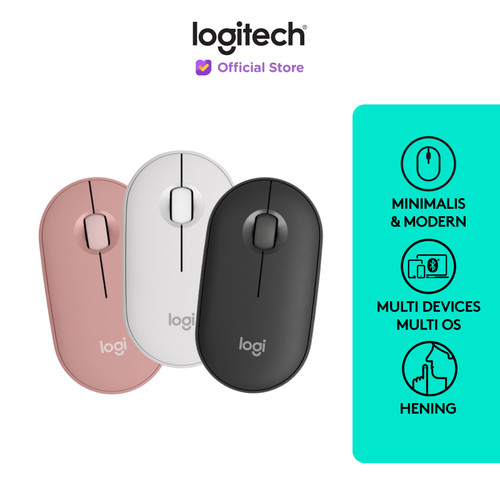 logitech
Official Store
logi
logi
logi
MINIMALIS
& MODERN
MULTI DEVICES
MULTI OS
HENING